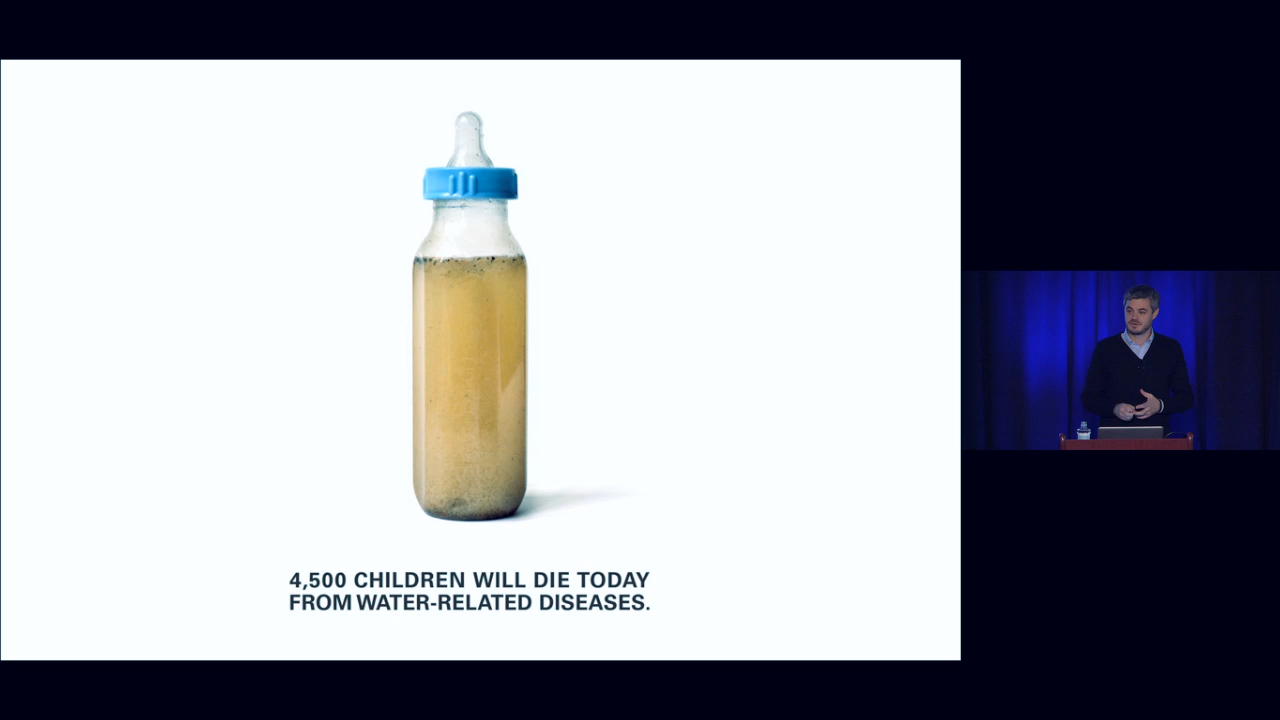 4,500 CHILDREN WILL DIE TODAY
FROM WATER-RELATED DISEASES.